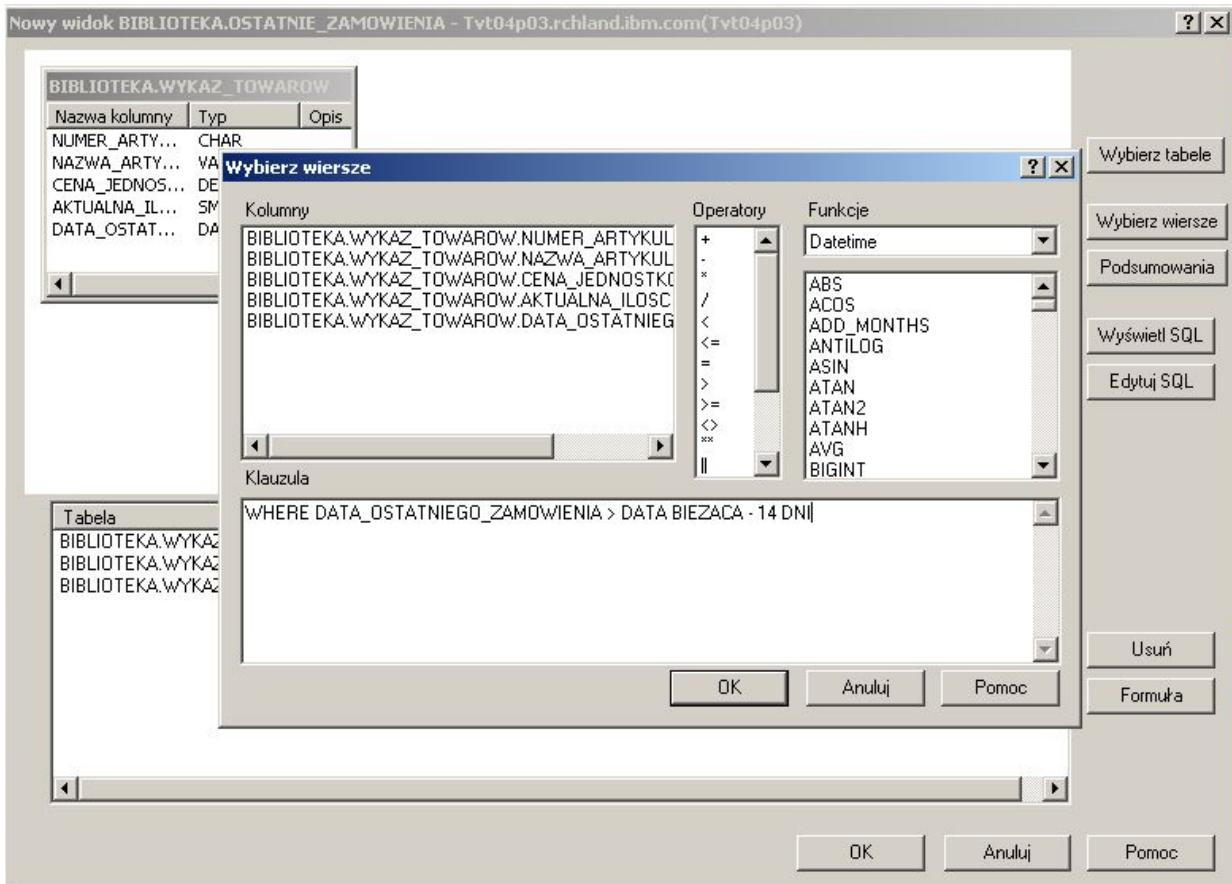 Nowy widok BIBLIOTEKA.OSTATNIE_ZAMOWIENIA - Tvt04p03.rchland.ibm.com(Tvt04p03)
BIBLIOTEKA.WYKAZ_TOWAROW
Nazwa kolumny Typ Opis
NUMER_ARTY... CHAR
NAZWA_ARTY... VA
CENA_JEDNOS... DE
AKTUALNA_IL... SM
DATA_OSTAT... DA
Wybierz tabele
Wybierz wiersze
Podsumowania
Wyświetl SQL
Edytuj SQL
Wybierz wiersze
Kolumny
BIBLIOTEKA.WYKAZ_TOWAROW.NUMER_ARTYKUL
BIBLIOTEKA.WYKAZ_TOWAROW.NAZWA_ARTYKUL
BIBLIOTEKA.WYKAZ_TOWAROW.CENA_JEDNOSTKO
BIBLIOTEKA.WYKAZ_TOWAROW.AKTUALNA_ILOSC
BIBLIOTEKA.WYKAZ_TOWAROW.DATA_OSTATNIEG
Operatory
+
-
*
/
<
<=
=
>
>=
<>
**
||
Funkcje
Datetime
ABS
ACOS
ADD_MONTHS
ANTILOG
ASIN
ATAN
ATAN2
ATANH
AVG
BIGINT
Klauzula
WHERE DATA_OSTATNIEGO_ZAMOWIENIA > DATA BIEZACA - 14 DNI
OK Anuluj Pomoc
Tabela
BIBLIOTEKA.WYKAZ
BIBLIOTEKA.WYKAZ
BIBLIOTEKA.WYKAZ
Usuń
Formuła
OK Anuluj Pomoc